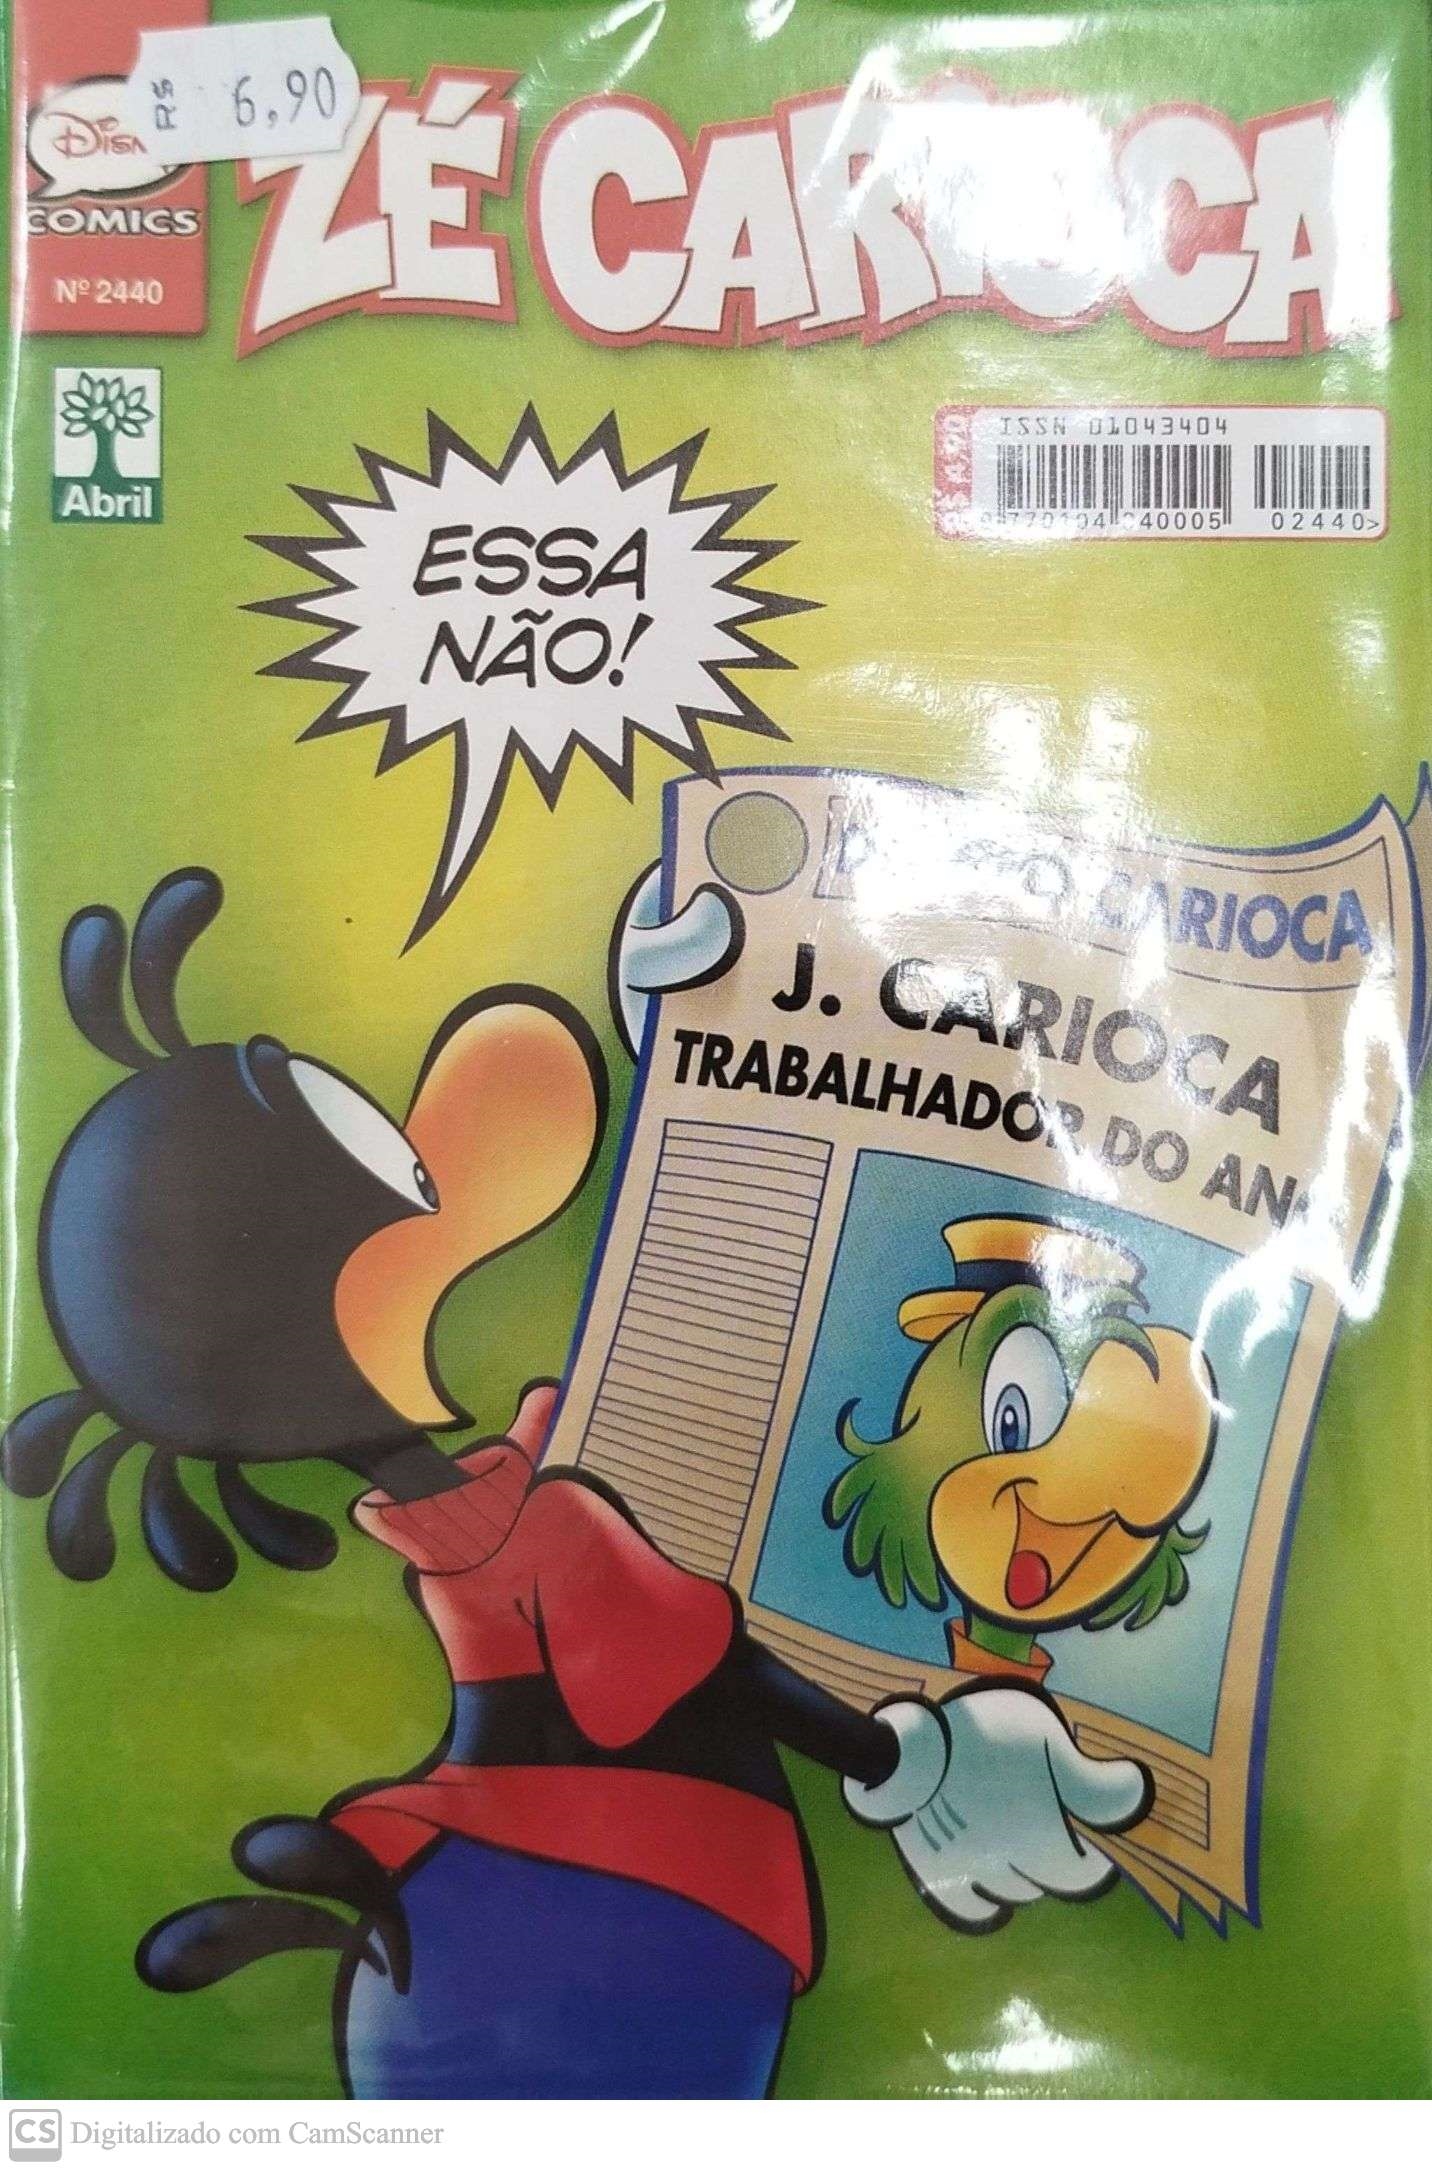 R$ 6,90
ZÉ CARIOCA
COMICS
Nº 2440
Abril
ISSN 01043404
02440>
ESSA
NÃO!
CARIOCA
J. CARIOCA
TRABALHADOR DO
CS Digitalizado com CamScanner